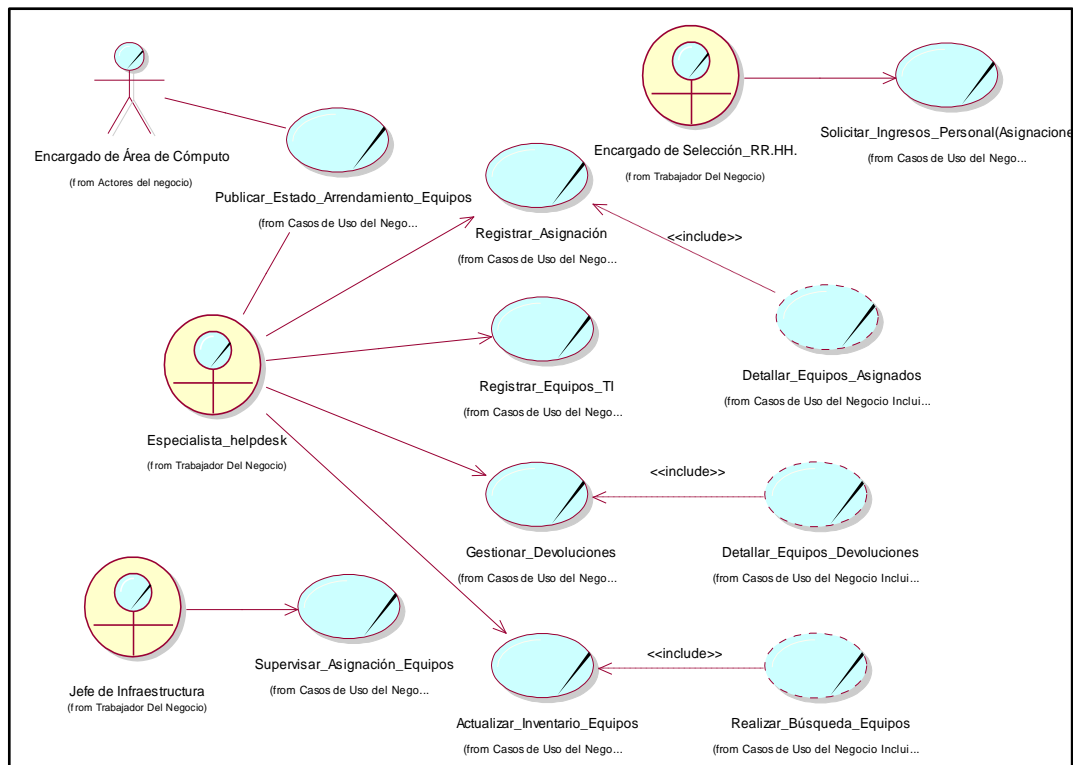 Encargado de Área de Cómputo
(from Actores del negocio)
Publicar_Estado_Arrendamiento_Equipos
(from Casos de Uso del Nego...
Encargado de Selección_RR.HH.
(from Trabajador Del Negocio)
Solicitar_Ingresos_Personal(Asignacione
(from Casos de Uso del Nego...
Registrar_Asignación
(from Casos de Uso del Nego...
<<include>>
Detallar_Equipos_Asignados
(from Casos de Uso del Negocio Inclui...
Registrar_Equipos_TI
(from Casos de Uso del Nego...
Especialista_helpdesk
(from Trabajador Del Negocio)
Gestionar_Devoluciones
(from Casos de Uso del Nego...
<<include>>
Detallar_Equipos_Devoluciones
(from Casos de Uso del Negocio Inclui...
Jefe de Infraestructura
(from Trabajador Del Negocio)
Supervisar_Asignación_Equipos
(from Casos de Uso del Nego...
Actualizar_Inventario_Equipos
(from Casos de Uso del Nego...
<<include>>
Realizar_Búsqueda_Equipos
(from Casos de Uso del Negocio Inclui...